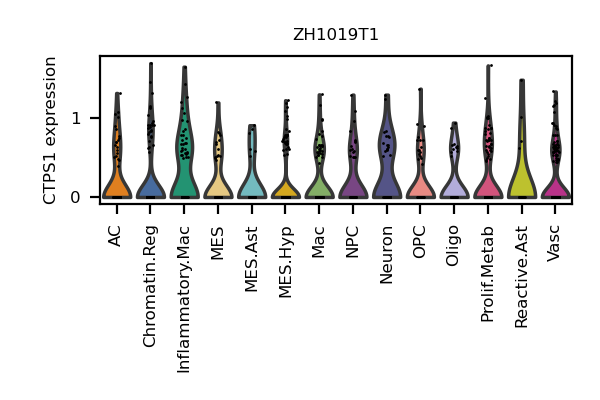 ZH1019T1
CTPS1 expression
1
0
AC
Chromatin.Reg
Inflammatory.Mac
MES
MES.Ast
MES.Hyp
Mac
NPC
Neuron
OPC
Oligo
Prolif.Metab
Reactive.Ast
Vasc